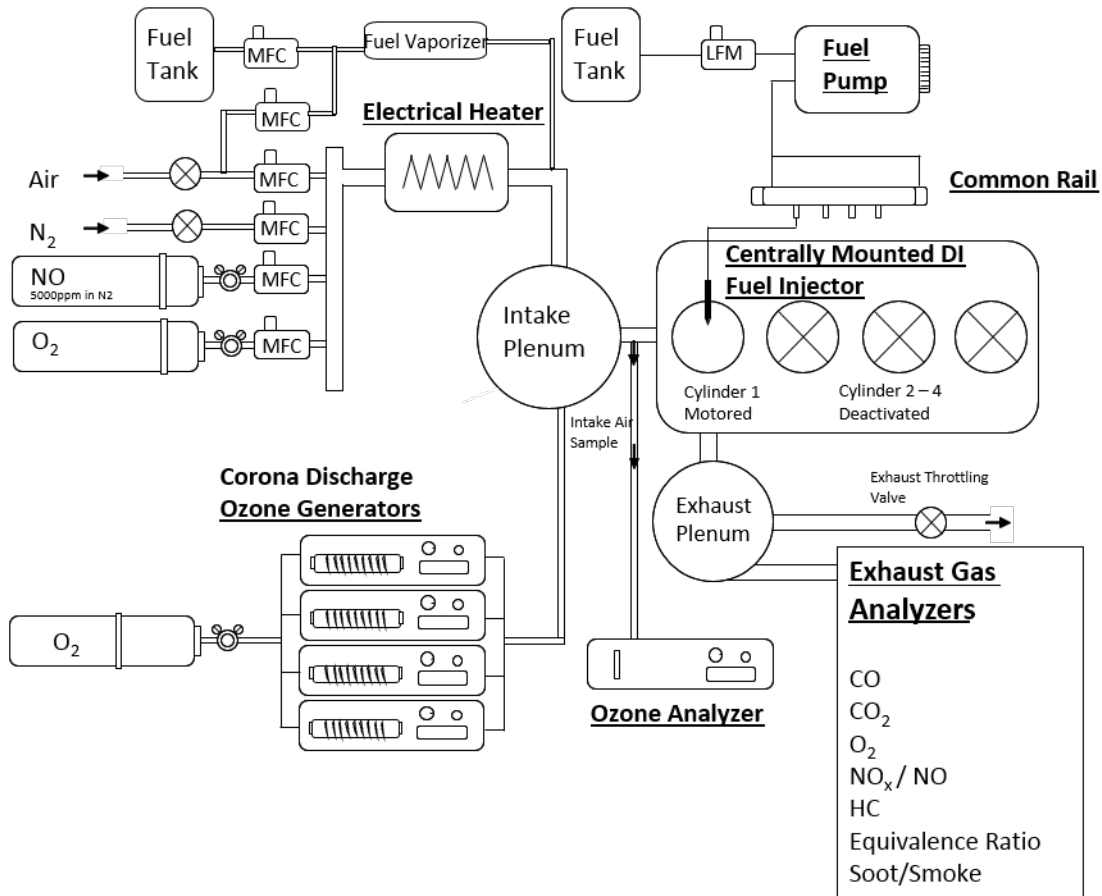 Fuel
Tank
MFC
Fuel Vaporizer
Fuel
Tank
LFM
Fuel
Pump
MFC
Electrical Heater
Air
MFC
Common Rail
N₂
MFC
NO
5000ppm in N2
MFC
O₂
MFC
Intake
Plenum
Centrally Mounted DI
Fuel Injector
Cylinder 1
Motored
Cylinder 2 – 4
Deactivated
Intake Air
Sample
Corona Discharge
Ozone Generators
Exhaust
Plenum
Exhaust Throttling
Valve
O₂
Ozone Analyzer
Exhaust Gas
Analyzers
CO
CO₂
O₂
NOₓ / NO
HC
Equivalence Ratio
Soot/Smoke